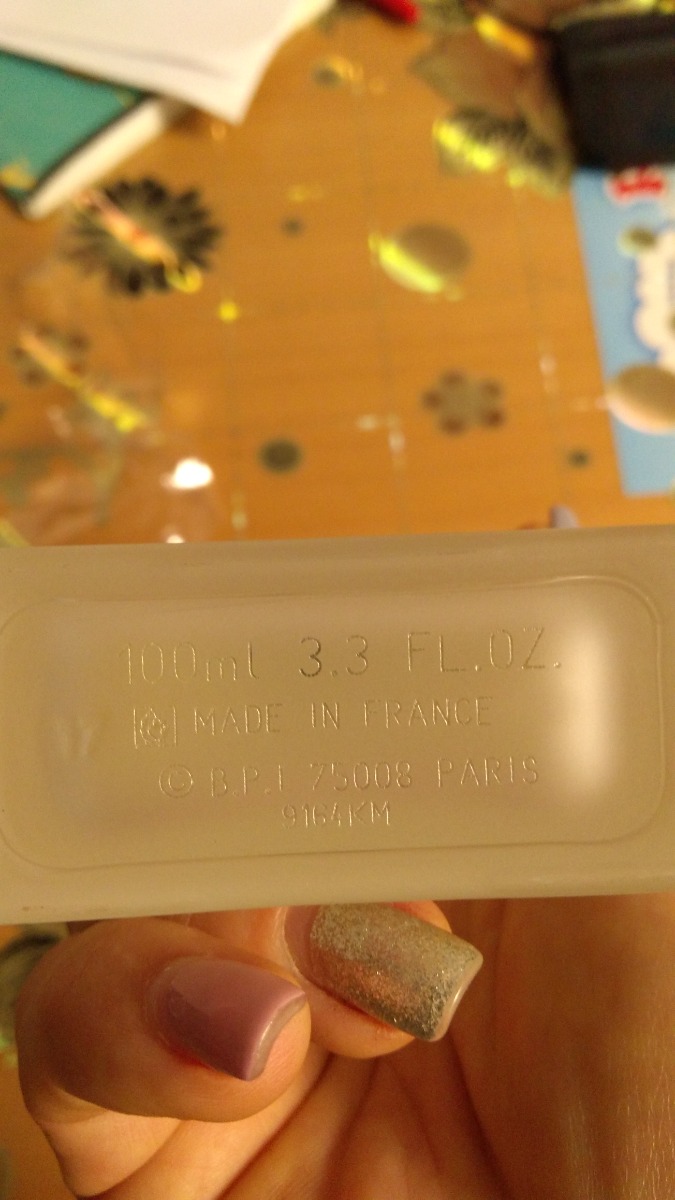 100ml 3.3 FL.OZ.
MADE IN FRANCE
© B.P.I 75008 PARIS
9164KM